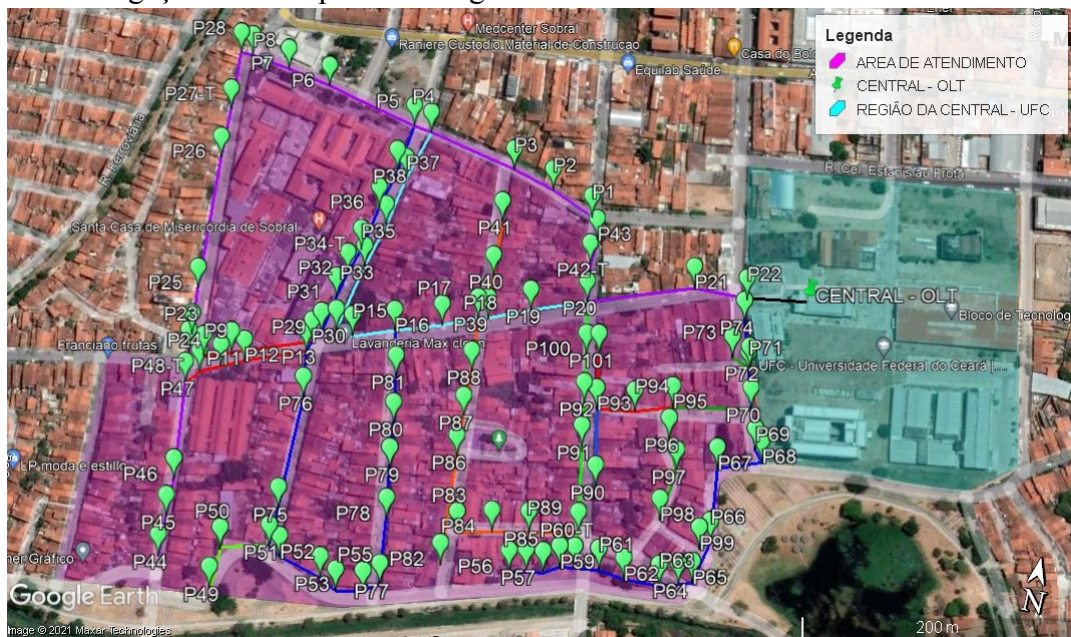 P28
P8
P7
P6
P27-T
P26
P5
P4
P37
P38
P3
P2
P1
P43
P41
P36
P35
P34-T
P33
P32
P31
P25
P23
P24
P9
P11
P12
P13
P29
P30
P15
P16
P17
P18
P39
P40
P19
P20
P42-T
P21
P22
P48-T
P47
P46
P45
P44
P50
P49
P51
P52
P53
P55
P77
P75
P76
P78
P79
P80
P81
P82
P83
P84
P85
P86
P87
P88
P89
P56
P57
P59
P60-T
P61
P62
P63
P64
P65
P66
P67
P68
P69
P70
P71
P72
P73
P74
P90
P91
P92
P93
P94
P95
P96
P97
P98
P99
P100
P101
Medcenter Sobral
Raniere Custodio Material de Construçao
Equilab Saúde
Casa do Bolo
R. Cel. Estanislau Frota
Santa Casa de Misericordia de Sobral
Franciano frutas
Lavanderia Max clean
LP moda e estillo
CENTRAL - OLT
Bloco de Tecnolog
UFC - Universidade Federal do Ceará |...
Legenda
AREA DE ATENDIMENTO
CENTRAL - OLT
REGIÃO DA CENTRAL - UFC
ner Gráfico
Google Earth
Image © 2021 Maxar Technologies
200 m
N